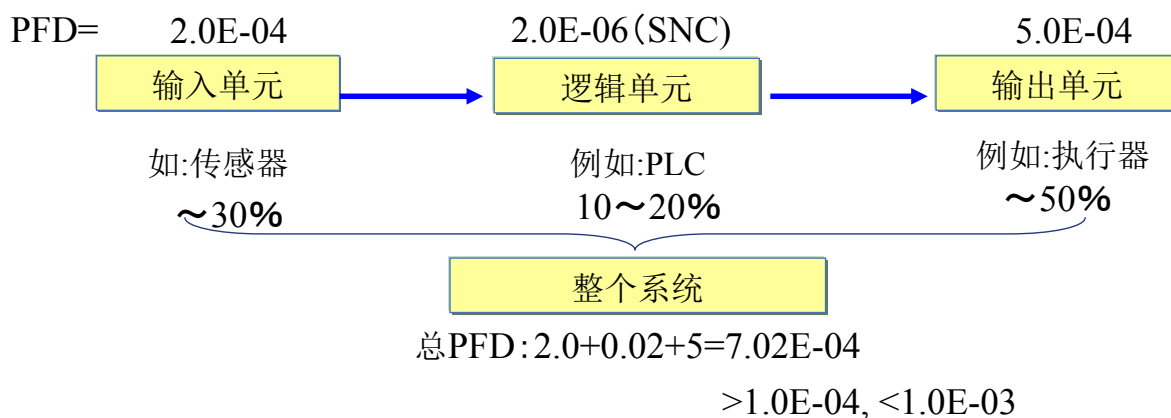 PFD= 2.0E-04 2.0E-06(SNC) 5.0E-04
输入单元 逻辑单元 输出单元
如:传感器 例如:PLC 例如:执行器
～30% 10～20% ～50%
整个系统
总PFD:2.0+0.02+5=7.02E-04
>1.0E-04, <1.0E-03